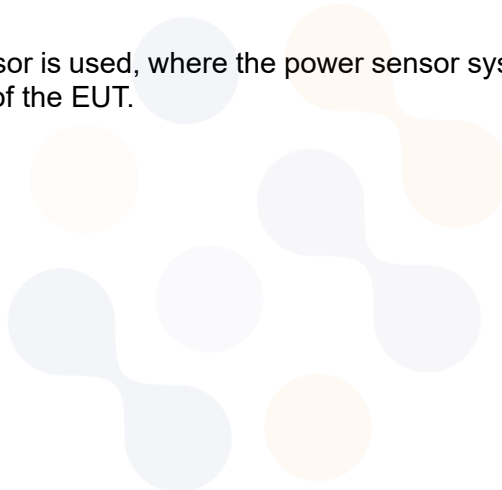 sor is used, where the power sensor sys
of the EUT.